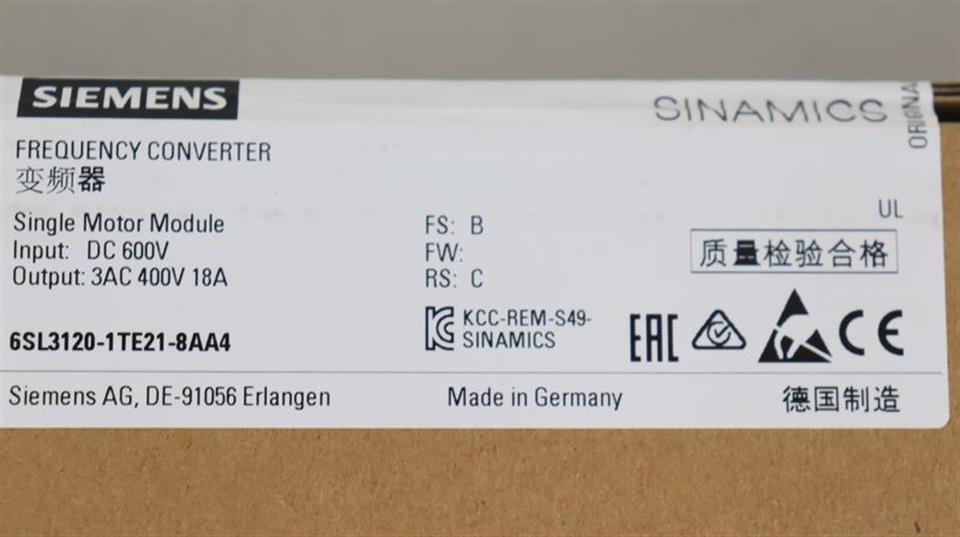 SIEMENS
SINAMICS
FREQUENCY CONVERTER
变频器
Single Motor Module
Input: DC 600V
Output: 3AC 400V 18A
FS: B
FW:
RS: C
UL
质量检验合格
6SL3120-1TE21-8AA4
KCC-REM-S49-
SINAMICS
EAC
CE
Siemens AG, DE-91056 Erlangen
Made in Germany
德国制造